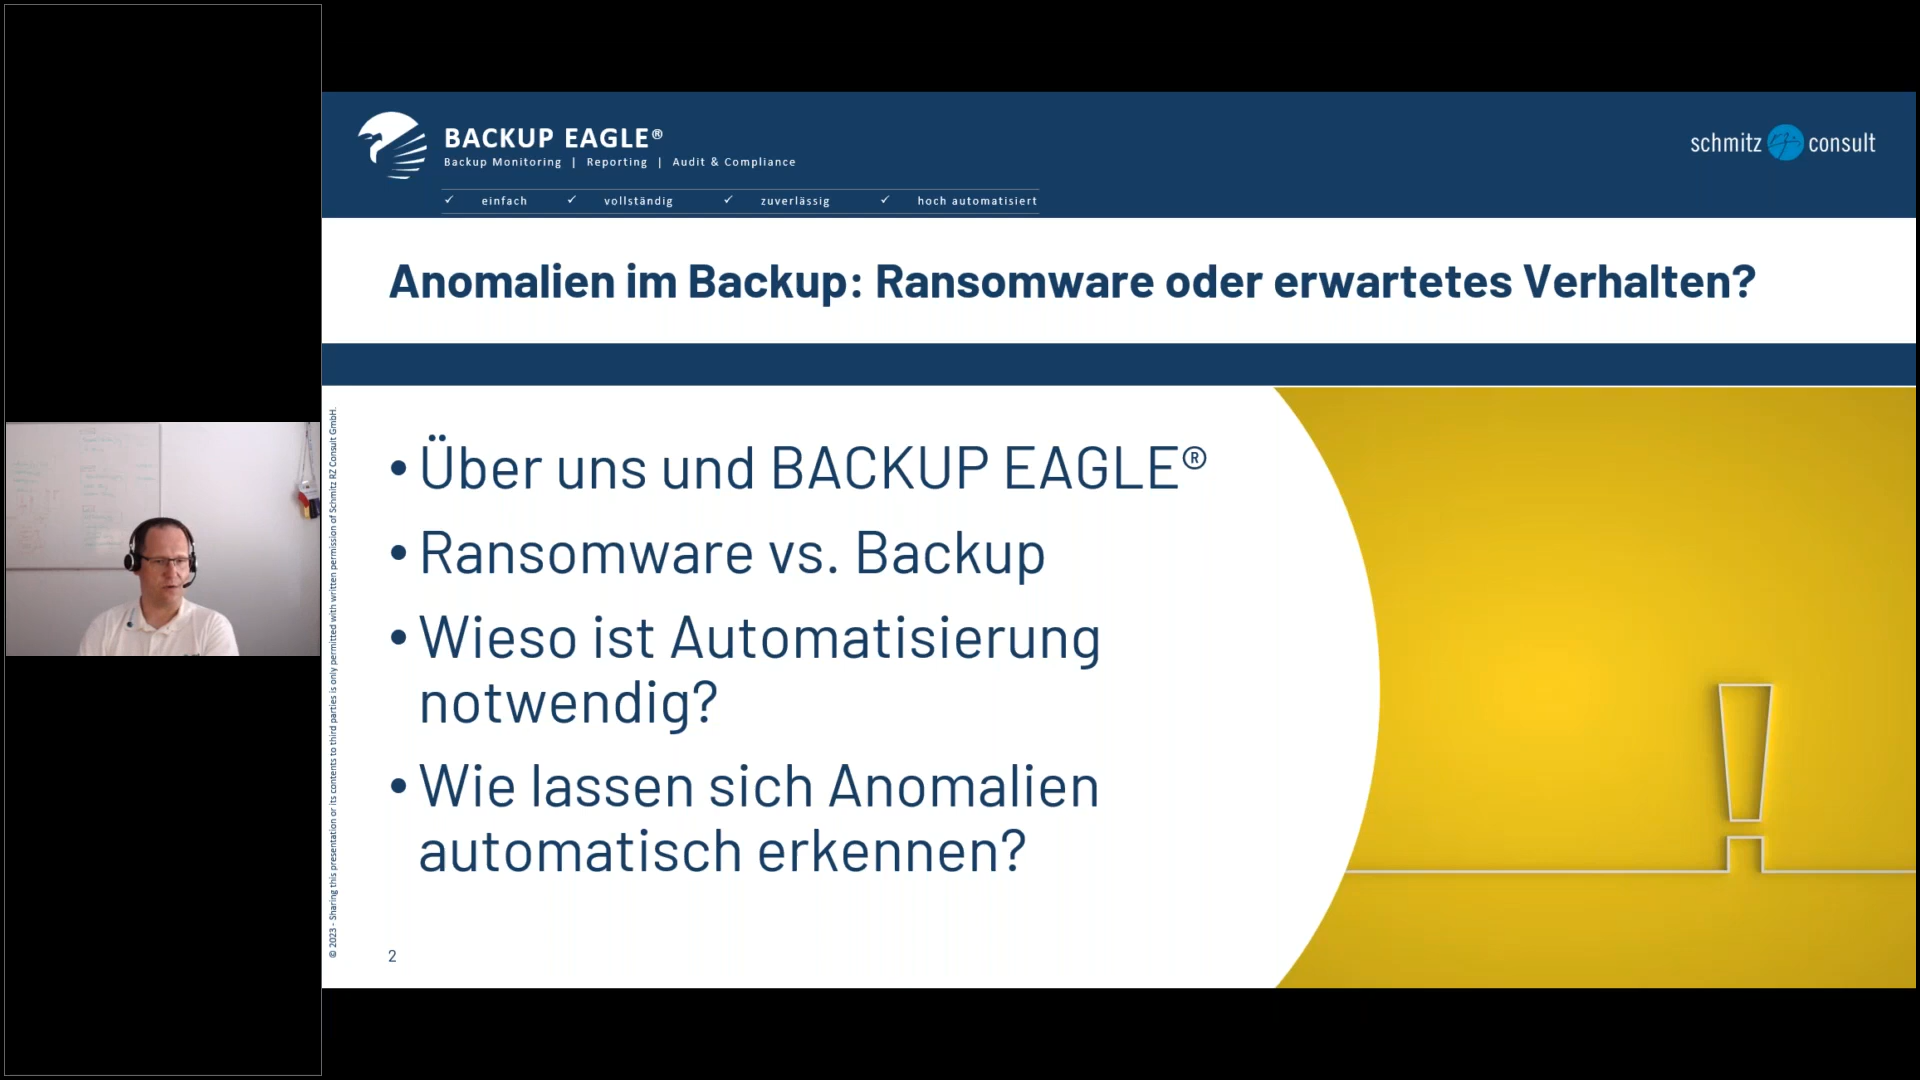 BACKUP EAGLE®
Backup Monitoring | Reporting | Audit & Compliance
✓ einfach ✓ vollständig ✓ zuverlässig ✓ hoch automatisiert
schmitz rz consult
Anomalien im Backup: Ransomware oder erwartetes Verhalten?
© 2023 - Sharing this presentation or its contents to third parties is only permitted with written permission of Schmitz RZ Consult GmbH.
• Über uns und BACKUP EAGLE®
• Ransomware vs. Backup
• Wieso ist Automatisierung
notwendig?
• Wie lassen sich Anomalien
automatisch erkennen?
2